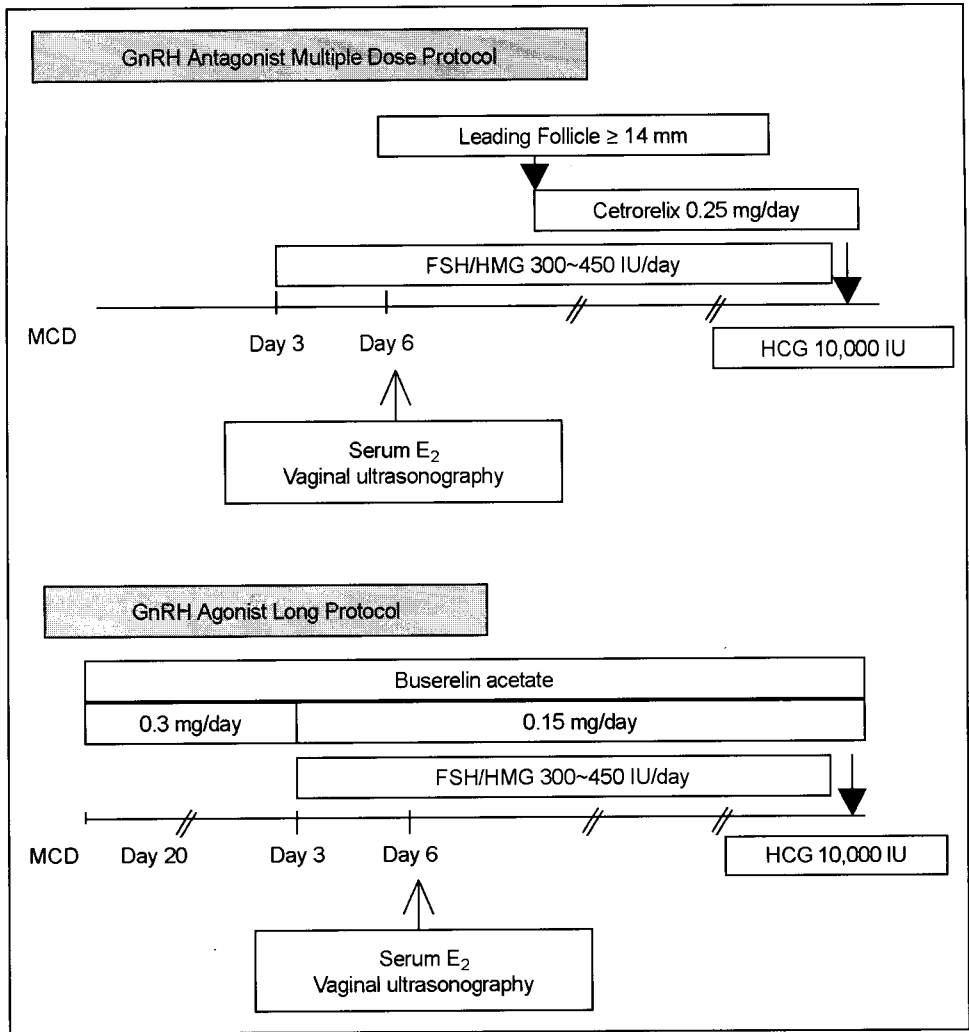 GnRH Antagonist Multiple Dose Protocol
Leading Follicle ≥ 14 mm
Cetrorelix 0.25 mg/day
FSH/HMG 300~450 IU/day
MCD
Day 3 Day 6
HCG 10,000 IU
Serum E₂
Vaginal ultrasonography
GnRH Agonist Long Protocol
Buserelin acetate
0.3 mg/day 0.15 mg/day
FSH/HMG 300~450 IU/day
MCD Day 20 Day 3 Day 6 HCG 10,000 IU
Serum E₂
Vaginal ultrasonography